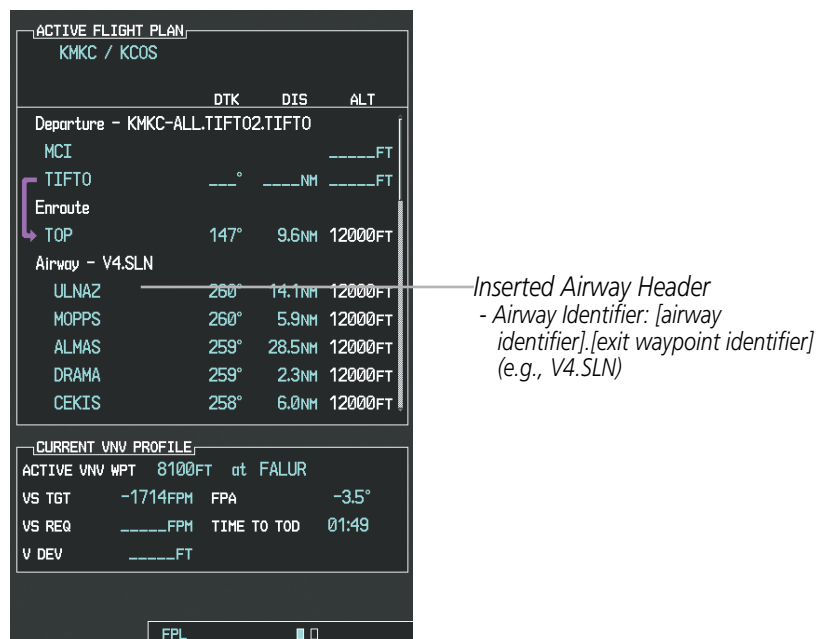 ACTIVE FLIGHT PLAN
KMKC / KCOS
DTK DIS ALT
Departure - KMKC-ALL.TIFTO2.TIFTO
MCI _____FT
TIFTO ___° ____NM _____FT
Enroute
TOP 147° 9.6NM 12000FT
Airway - V4.SLN
ULNAZ 260° 14.1NM 12000FT
MOPPS 260° 5.9NM 12000FT
ALMAS 259° 28.5NM 12000FT
DRAMA 259° 2.3NM 12000FT
CEKIS 258° 6.0NM 12000FT
Inserted Airway Header
- Airway Identifier: [airway
identifier].[exit waypoint identifier]
(e.g., V4.SLN)
CURRENT VNV PROFILE
ACTIVE VNV WPT 8100FT at FALUR
VS TGT -1714FPM FPA -3.5°
VS REQ _____FPM TIME TO TOD 01:49
V DEV _____FT
FPL